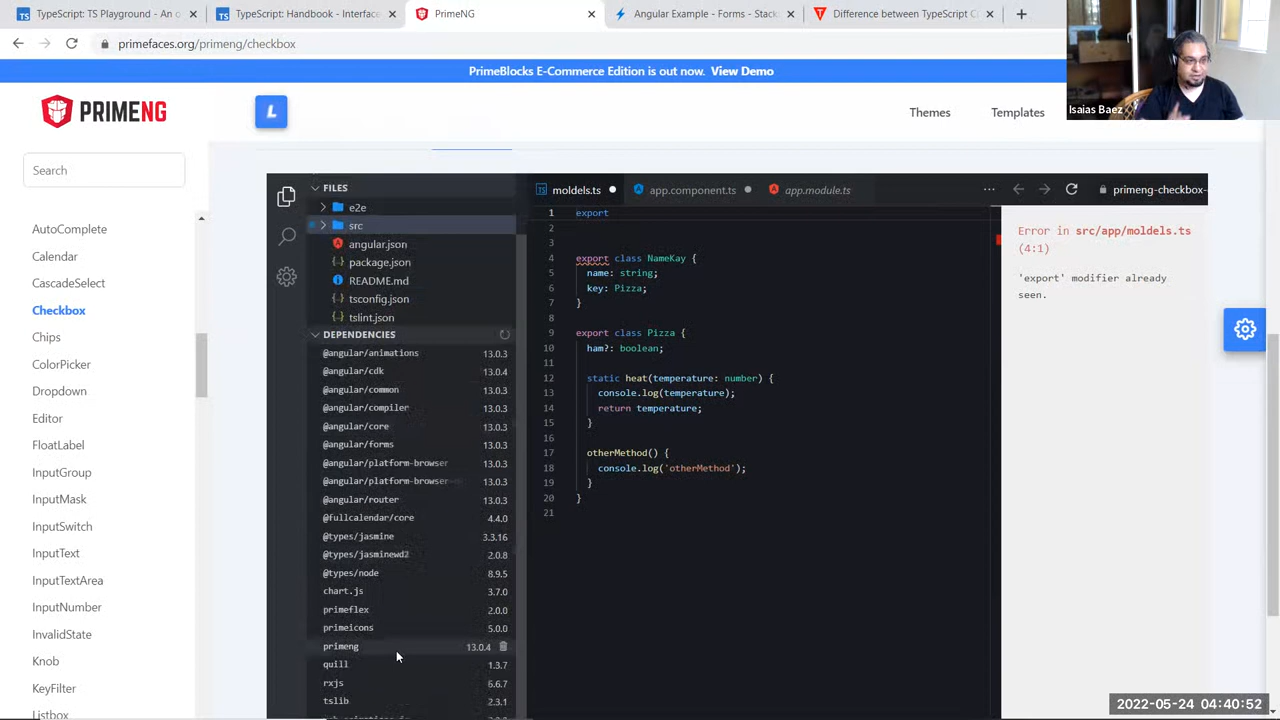 TypeScript: TS Playground - An o
TypeScript: Handbook - Interface
PrimeNG
Angular Example - Forms - Stack
Difference between TypeScript C
primefaces.org/primeng/checkbox
PrimeBlocks E-Commerce Edition is out now. View Demo
Isaias Baez
PRIMENG
L
Themes
Templates
Search
AutoComplete
Calendar
CascadeSelect
Checkbox
Chips
ColorPicker
Dropdown
Editor
FloatLabel
InputGroup
InputMask
InputSwitch
InputText
InputTextArea
InputNumber
InvalidState
Knob
KeyFilter
Listbox
FILES
e2e
src
angular.json
package.json
README.md
tsconfig.json
tslint.json
DEPENDENCIES
@angular/animations 13.0.3
@angular/cdk 13.0.4
@angular/common 13.0.3
@angular/compiler 13.0.3
@angular/core 13.0.3
@angular/forms 13.0.3
@angular/platform-browser 13.0.3
@angular/platform-browser- 13.0.3
@angular/router 13.0.3
@fullcalendar/core 4.4.0
@types/jasmine 3.3.16
@types/jasminewd2 2.0.8
@types/node 8.9.5
chart.js 3.7.0
primeflex 2.0.0
primeicons 5.0.0
primeng 13.0.4
quill 1.3.7
rxjs 6.6.7
tslib 2.3.1
moldels.ts
app.component.ts
app.module.ts
primeng-checkbox-
1 export
2
3
4 export class NameKay {
5 name: string;
6 key: Pizza;
7 }
8
9 export class Pizza {
10 ham?: boolean;
11
12 static heat(temperature: number) {
13 console.log(temperature);
14 return temperature;
15 }
16
17 otherMethod() {
18 console.log('otherMethod');
19 }
20 }
21
Error in src/app/moldels.ts
(4:1)
'export' modifier already
seen.
2022-05-24 04:40:52